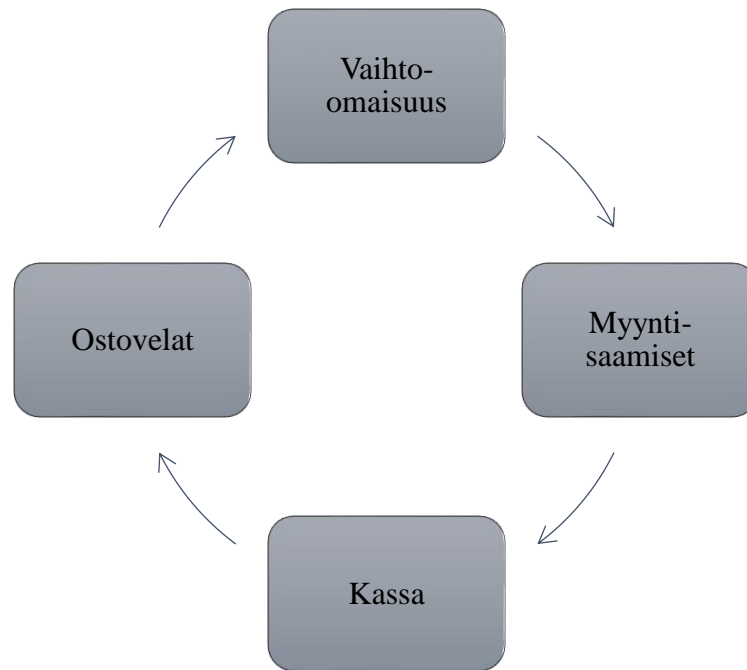 Vaihto-
omaisuus
Ostovelat
Myynti-
saamiset
Kassa